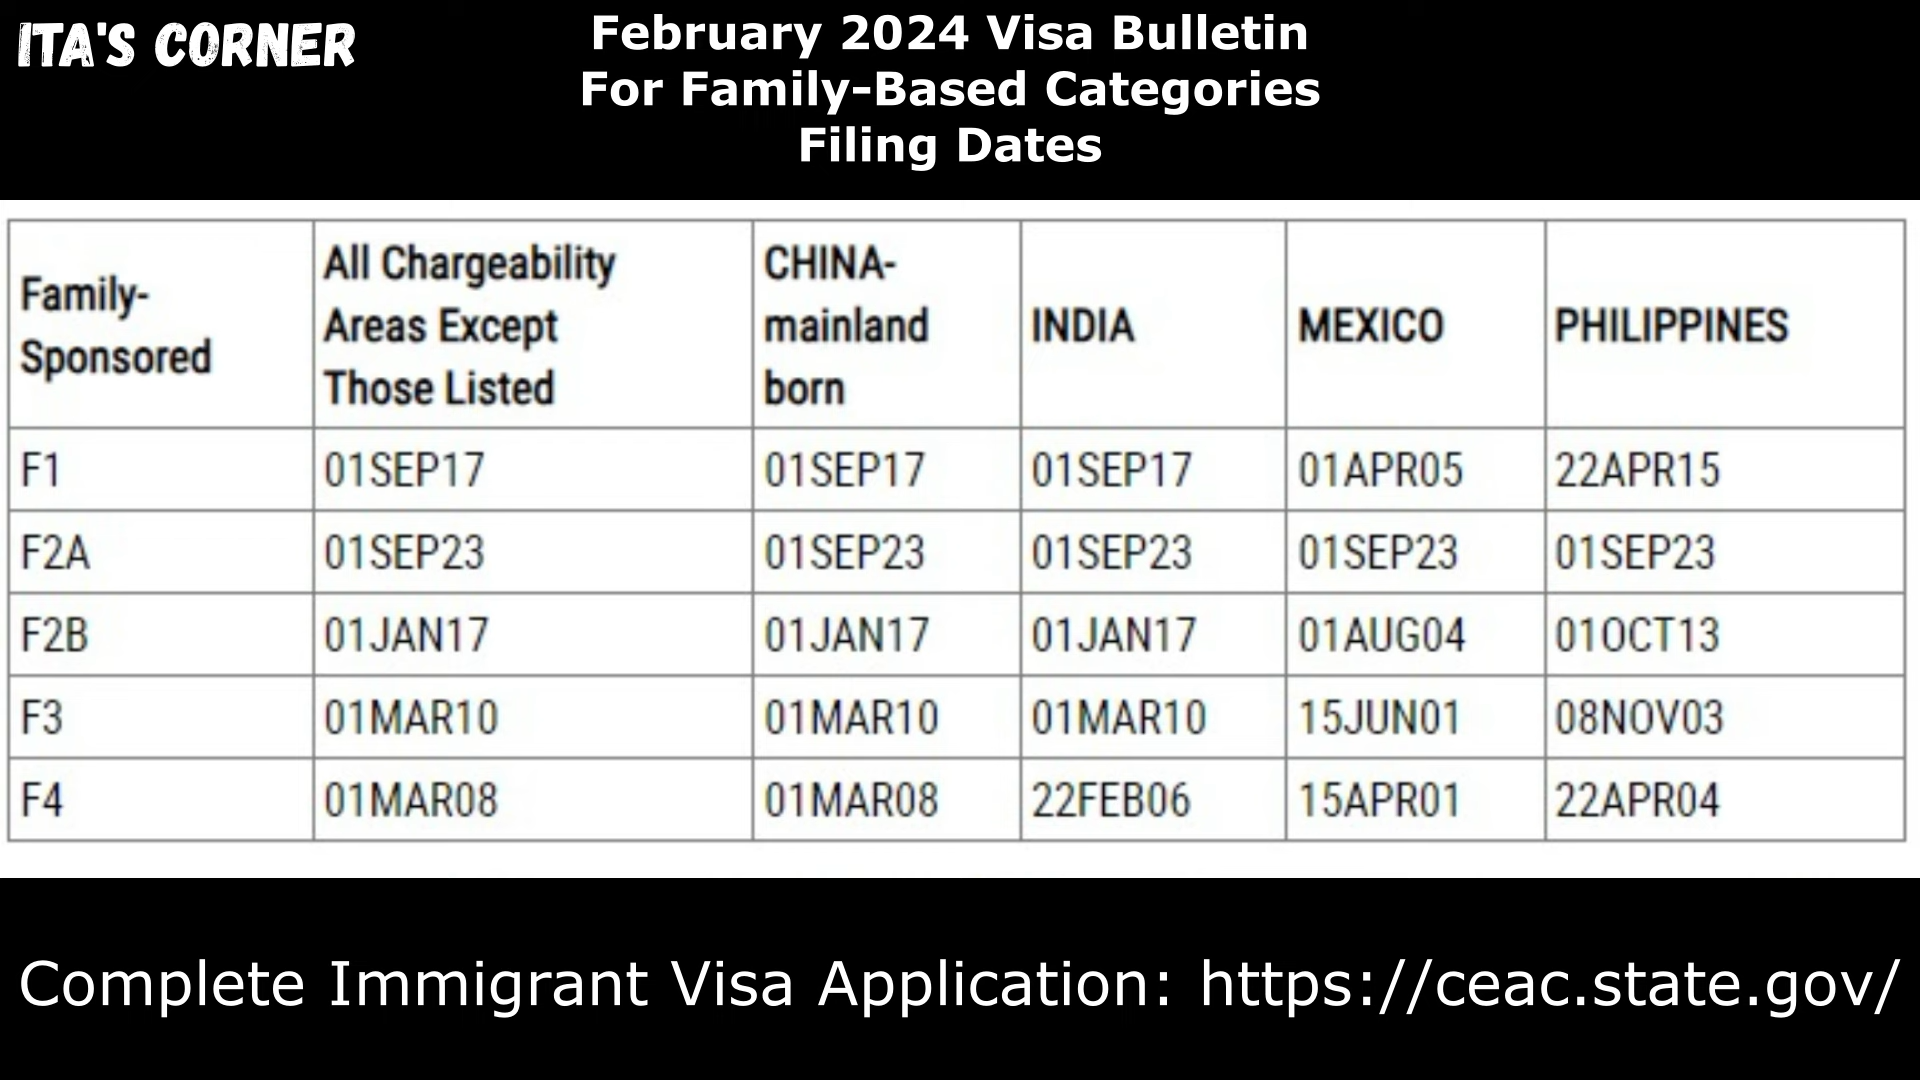 ITA'S CORNER
February 2024 Visa Bulletin
For Family-Based Categories
Filing Dates
Family-
Sponsored
All Chargeability
Areas Except
Those Listed
CHINA-
mainland
born
INDIA
MEXICO
PHILIPPINES
F1 01SEP17 01SEP17 01SEP17 01APR05 22APR15
F2A 01SEP23 01SEP23 01SEP23 01SEP23 01SEP23
F2B 01JAN17 01JAN17 01JAN17 01AUG04 01OCT13
F3 01MAR10 01MAR10 01MAR10 15JUN01 08NOV03
F4 01MAR08 01MAR08 22FEB06 15APR01 22APR04
Complete Immigrant Visa Application: https://ceac.state.gov/